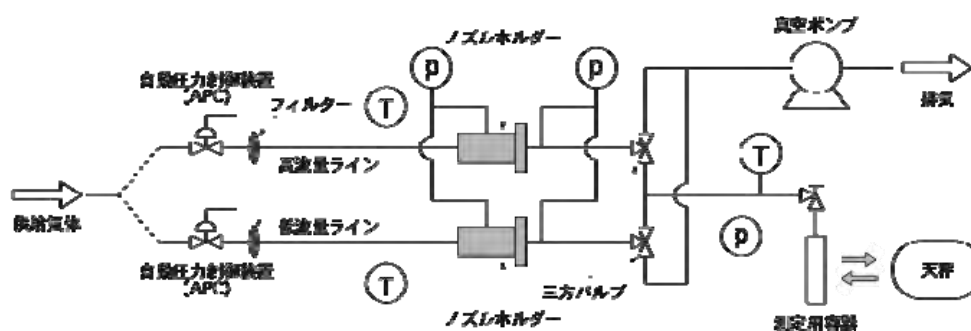 ノズルホルダー
真空ポンプ
P
P
自動圧力制御装置
(APC)
フィルター
T
排気
高流量ライン
T
供給気体
低流量ライン
P
自動圧力制御装置
(APC)
T
三方バルブ
天秤
ノズルホルダー
測定用容器